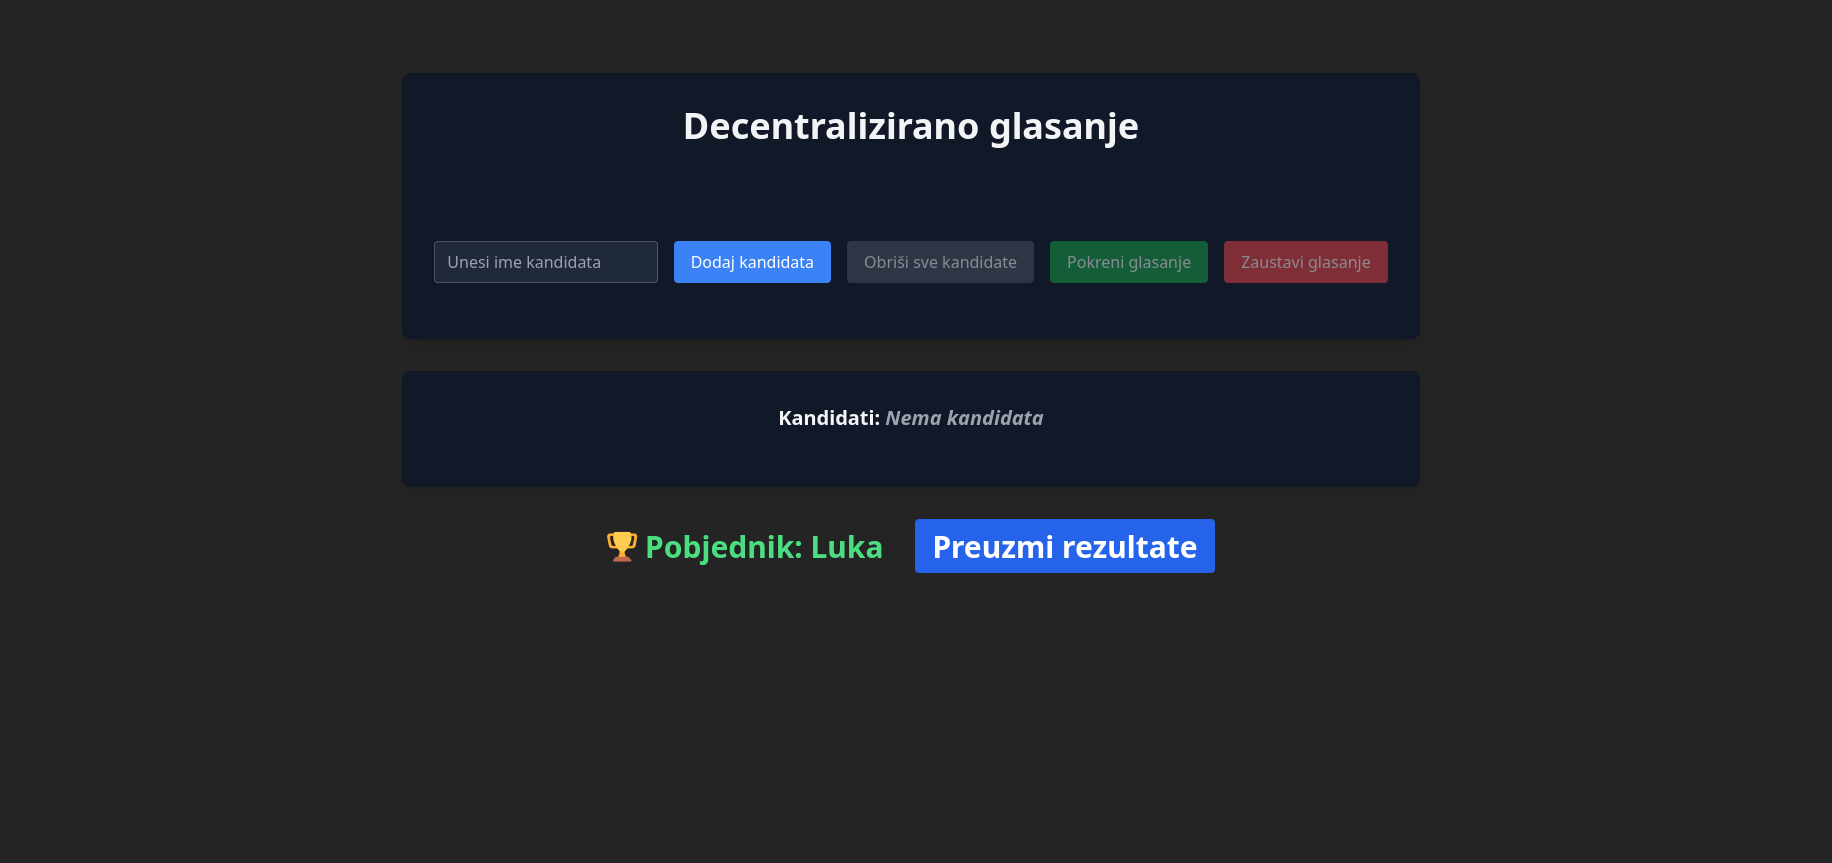 Decentralizirano glasanje
Unesi ime kandidata
Dodaj kandidata
Obriši sve kandidate
Pokreni glasanje
Zaustavi glasanje
Kandidati: Nema kandidata
🏆 Pobjednik: Luka
Preuzmi rezultate